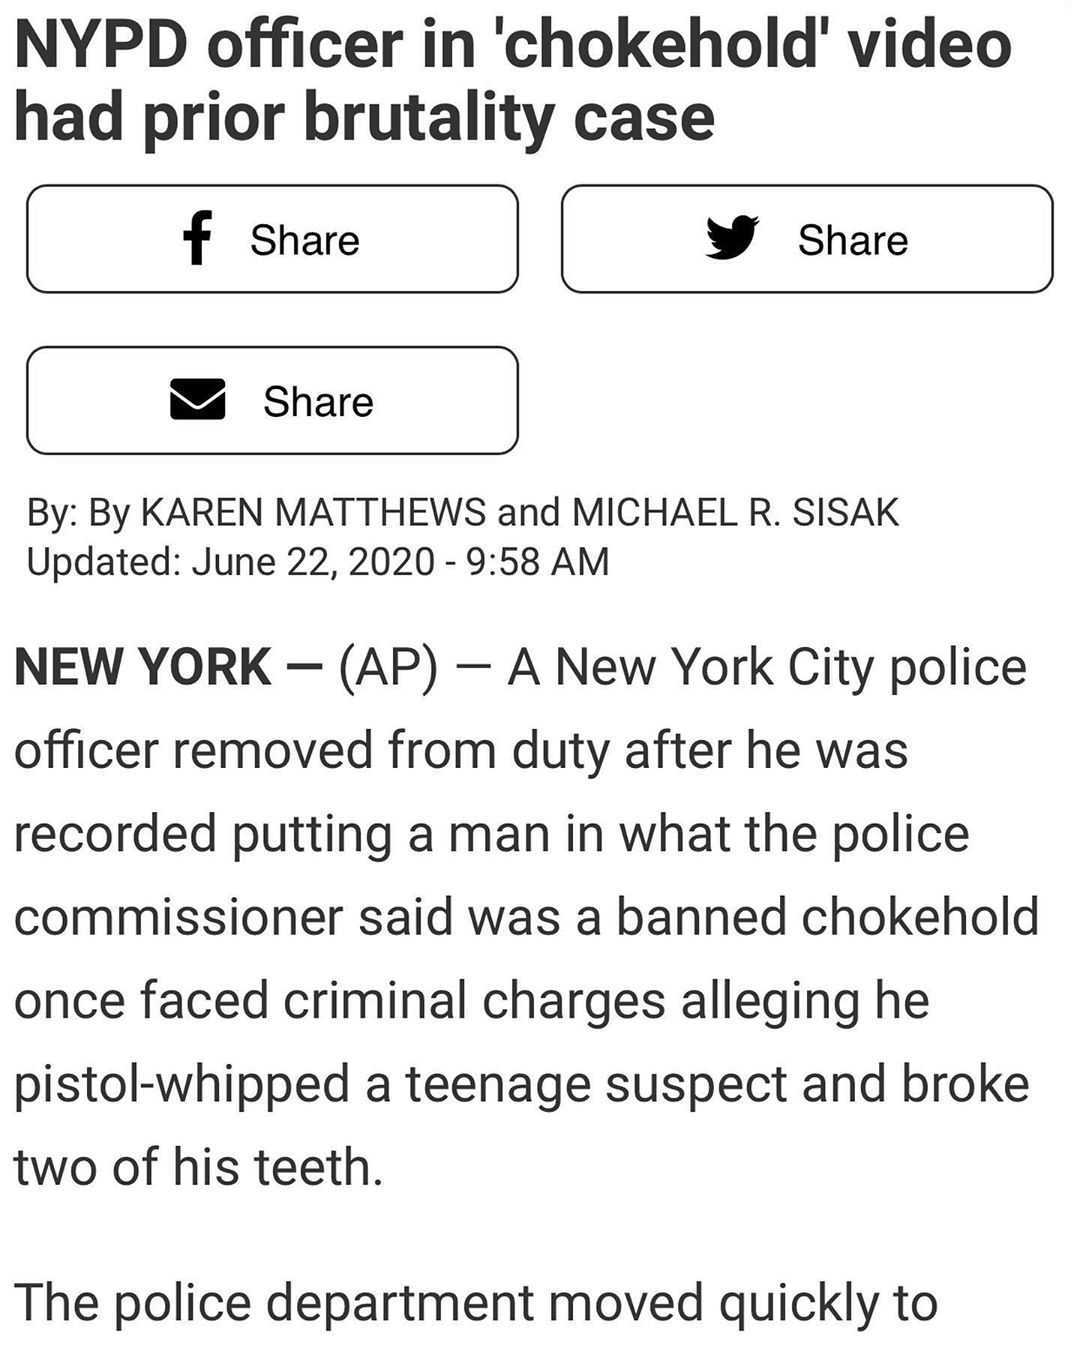 NYPD officer in 'chokehold' video
had prior brutality case
Share
Share
Share
By: By KAREN MATTHEWS and MICHAEL R. SISAK
Updated: June 22, 2020 - 9:58 AM
NEW YORK — (AP) — A New York City police
officer removed from duty after he was
recorded putting a man in what the police
commissioner said was a banned chokehold
once faced criminal charges alleging he
pistol-whipped a teenage suspect and broke
two of his teeth.
The police department moved quickly to